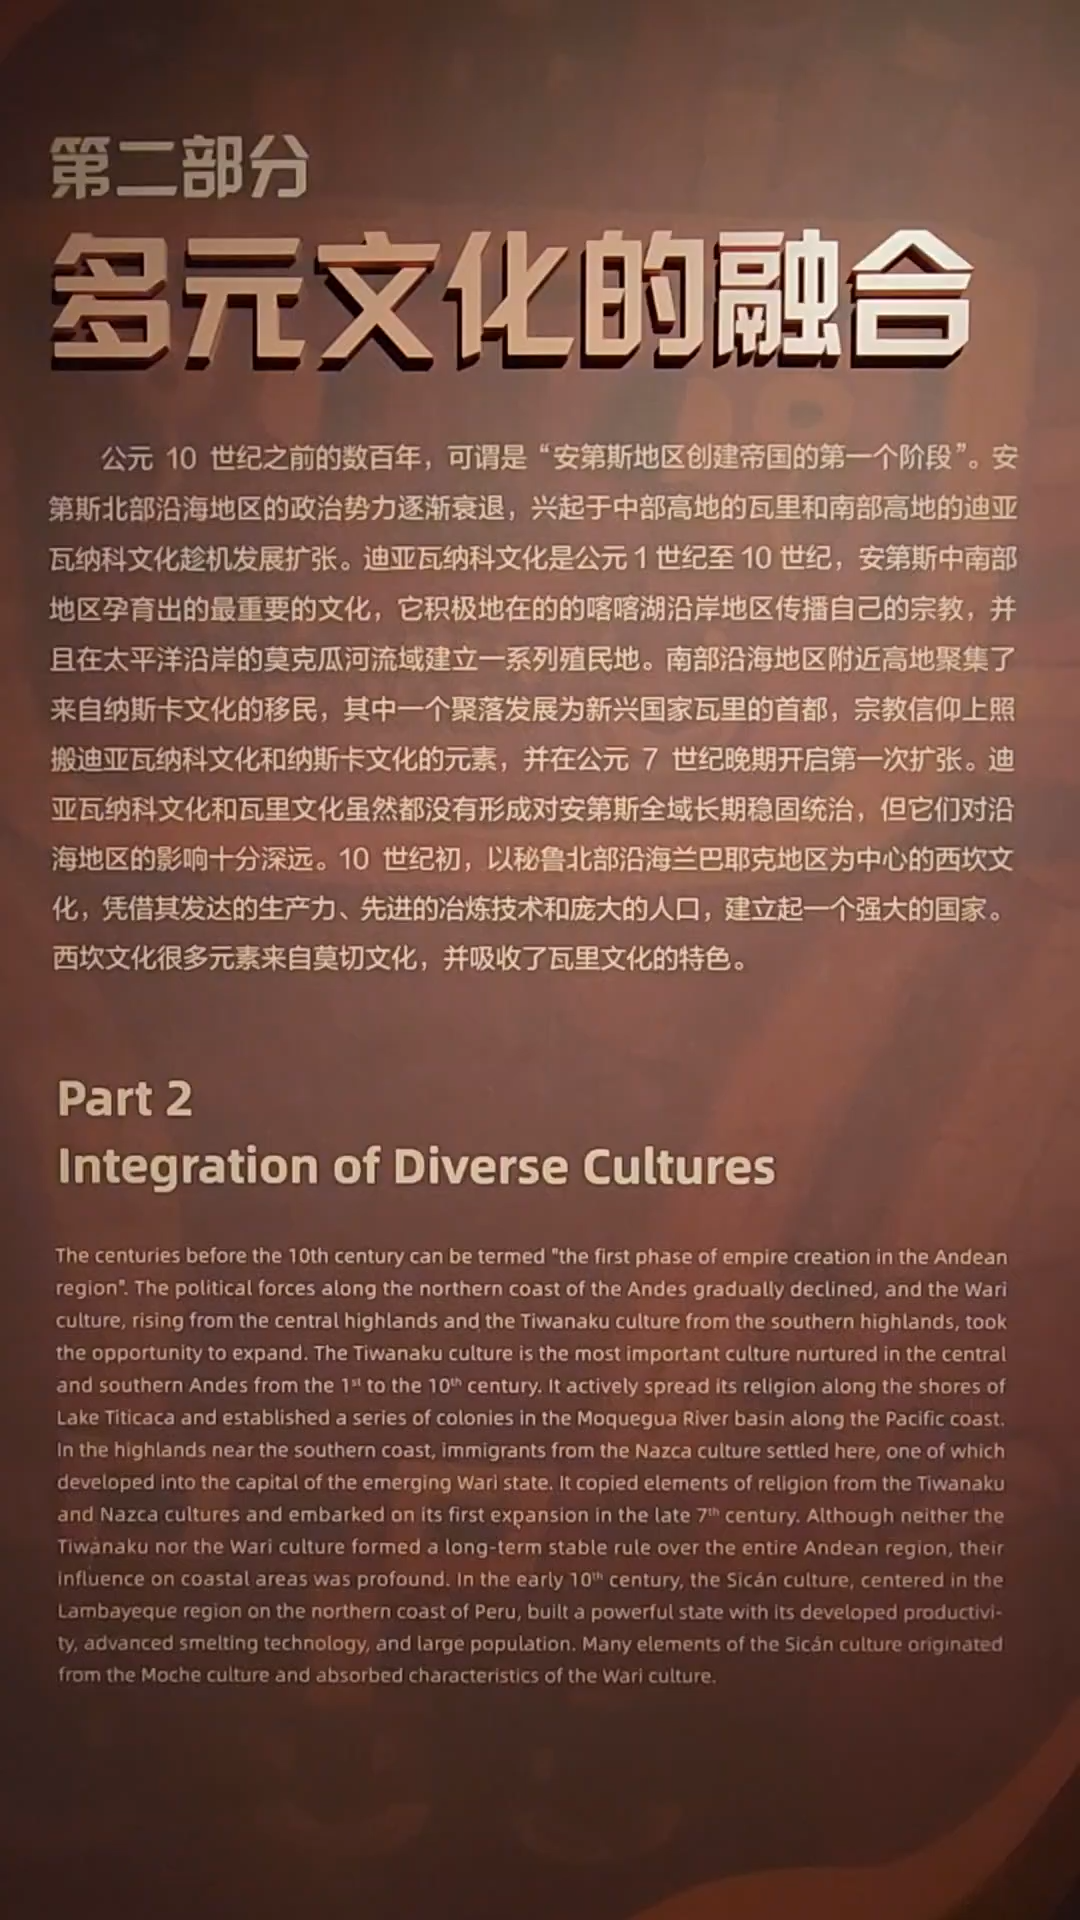 第二部分
多元文化的融合
公元 10 世纪之前的数百年，可谓是“安第斯地区创建帝国的第一个阶段”。安
第斯北部沿海地区的政治势力逐渐衰退，兴起于中部高地的瓦里和南部高地的迪亚
瓦纳科文化趁机发展扩张。迪亚瓦纳科文化是公元 1 世纪至 10 世纪，安第斯中南部
地区孕育出的最重要的文化，它积极地在的的喀喀湖沿岸地区传播自己的宗教，并
且在太平洋沿岸的莫克瓜河流域建立一系列殖民地。南部沿海地区附近高地聚集了
来自纳斯卡文化的移民，其中一个聚落发展为新兴国家瓦里的首都，宗教信仰上照
搬迪亚瓦纳科文化和纳斯卡文化的元素，并在公元 7 世纪晚期开启第一次扩张。迪
亚瓦纳科文化和瓦里文化虽然都没有形成对安第斯全域长期稳固统治，但它们对沿
海地区的影响十分深远。10 世纪初，以秘鲁北部沿海兰巴耶克地区为中心的西坎文
化，凭借其发达的生产力、先进的冶炼技术和庞大的人口，建立起一个强大的国家。
西坎文化很多元素来自莫切文化，并吸收了瓦里文化的特色。
Part 2
Integration of Diverse Cultures
The centuries before the 10th century can be termed "the first phase of empire creation in the Andean
region". The political forces along the northern coast of the Andes gradually declined, and the Wari
culture, rising from the central highlands and the Tiwanaku culture from the southern highlands, took
the opportunity to expand. The Tiwanaku culture is the most important culture nurtured in the central
and southern Andes from the 1st to the 10th century. It actively spread its religion along the shores of
Lake Titicaca and established a series of colonies in the Moquegua River basin along the Pacific coast.
In the highlands near the southern coast, immigrants from the Nazca culture settled here, one of which
developed into the capital of the emerging Wari state. It copied elements of religion from the Tiwanaku
and Nazca cultures and embarked on its first expansion in the late 7th century. Although neither the
Tiwanaku nor the Wari culture formed a long-term stable rule over the entire Andean region, their
influence on coastal areas was profound. In the early 10th century, the Sicán culture, centered in the
Lambayeque region on the northern coast of Peru, built a powerful state with its developed productivi-
ty, advanced smelting technology, and large population. Many elements of the Sicán culture originated
from the Moche culture and absorbed characteristics of the Wari culture.